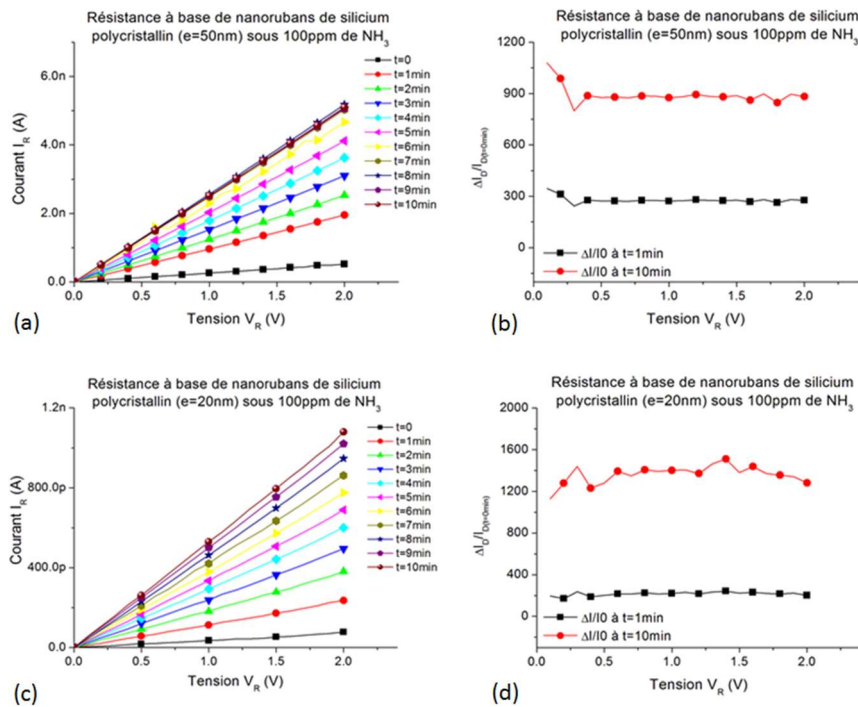 Résistance à base de nanorubans de silicium
polycristallin (e=50nm) sous 100ppm de NH3
Courant IR (A)
6.0n
4.0n
2.0n
0.0
0.0
0.5
1.0
1.5
2.0
Tension VR (V)
t=0
t=1min
t=2min
t=3min
t=4min
t=5min
t=6min
t=7min
t=8min
t=9min
t=10min
(a)
Résistance à base de nanorubans de silicium
polycristallin (e=50nm) sous 100ppm de NH3
ΔID/ID(t=0min)
1200
900
600
300
0
0.0
0.5
1.0
1.5
2.0
Tension VR (V)
ΔI/I0 à t=1min
ΔI/I0 à t=10min
(b)
Résistance à base de nanorubans de silicium
polycristallin (e=20nm) sous 100ppm de NH3
Courant IR (A)
1.2n
800.0p
400.0p
0.0
0.0
0.5
1.0
1.5
2.0
Tension VR (V)
t=0
t=1min
t=2min
t=3min
t=4min
t=5min
t=6min
t=7min
t=8min
t=9min
t=10min
(c)
Résistance à base de nanorubans de silicium
polycristallin (e=20nm) sous 100ppm de NH3
ΔID/ID(t=0min)
2000
1600
1200
800
400
0
0.0
0.5
1.0
1.5
2.0
Tension VR (V)
ΔI/I0 à t=1min
ΔI/I0 à t=10min
(d)